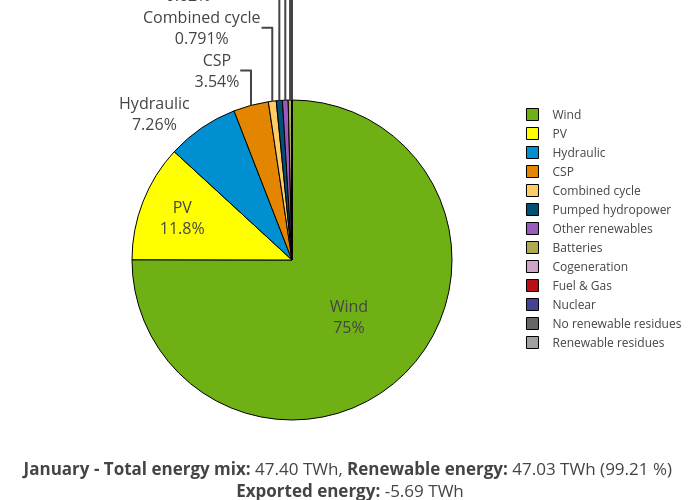 Combined cycle
0.791%
CSP
3.54%
Hydraulic
7.26%
PV
11.8%
Wind
75%
Wind
PV
Hydraulic
CSP
Combined cycle
Pumped hydropower
Other renewables
Batteries
Cogeneration
Fuel & Gas
Nuclear
No renewable residues
Renewable residues
January - Total energy mix: 47.40 TWh, Renewable energy: 47.03 TWh (99.21 %)
Exported energy: -5.69 TWh